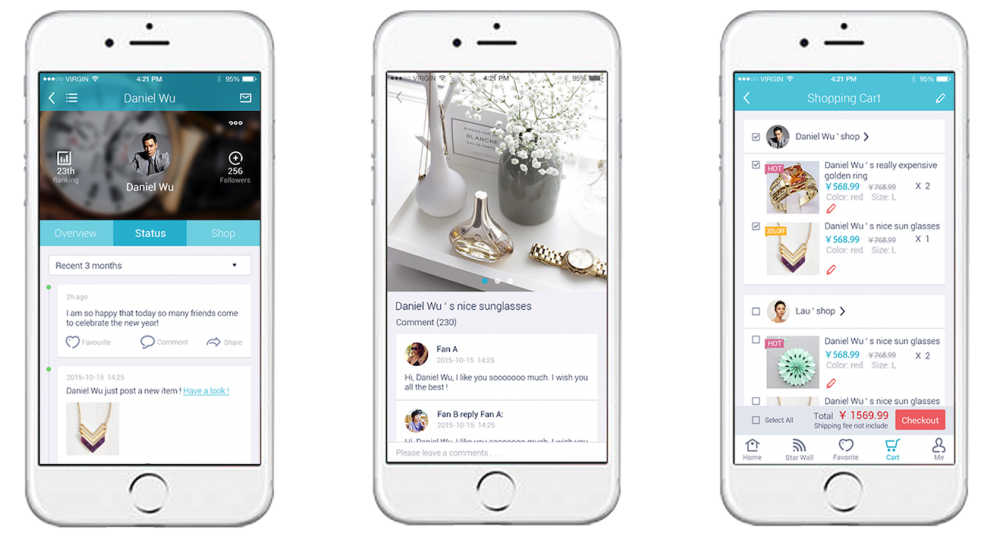 VIRGIN 4:21 PM 95%
Daniel Wu
23th
Ranking
Daniel Wu
256
Followers
Overview Status Shop
Recent 3 months
2h ago
I am so happy that today so many friends come
to celebrate the new year!
Favourite Comment Share
2015-10-15 14:25
Daniel Wu just post a new item ! Have a look !
VIRGIN 4:21 PM 95%
BLANCHE
Daniel Wu ' s nice sunglasses
Comment (230)
Fan A
2015-10-15 14:25
Hi, Daniel Wu, I like you sooooooo much. I wish you
all the best !
Fan B reply Fan A:
2015-10-15 14:25
Hi, Daniel Wu, I like you sooooooo much. I wish you
Please leave a comments . . .
VIRGIN 4:21 PM 95%
Shopping Cart
Daniel Wu ' shop
HOT
Daniel Wu ' s really expensive
golden ring
¥ 568.99 ¥ 768.99 X 2
Color: red Size: L
30% OFF
Daniel Wu ' s nice sun glasses
¥ 568.99 ¥ 768.99 X 1
Color: red Size: L
Lau ' shop
HOT
Daniel Wu ' s nice sun glasses
¥ 568.99 ¥ 768.99 X 2
Color: red Size: L
Daniel Wu ' s nice sun glasses
Select All
Total ¥ 1569.99
Shipping fee not include
Checkout
Home Star Wall Favorite Cart Me